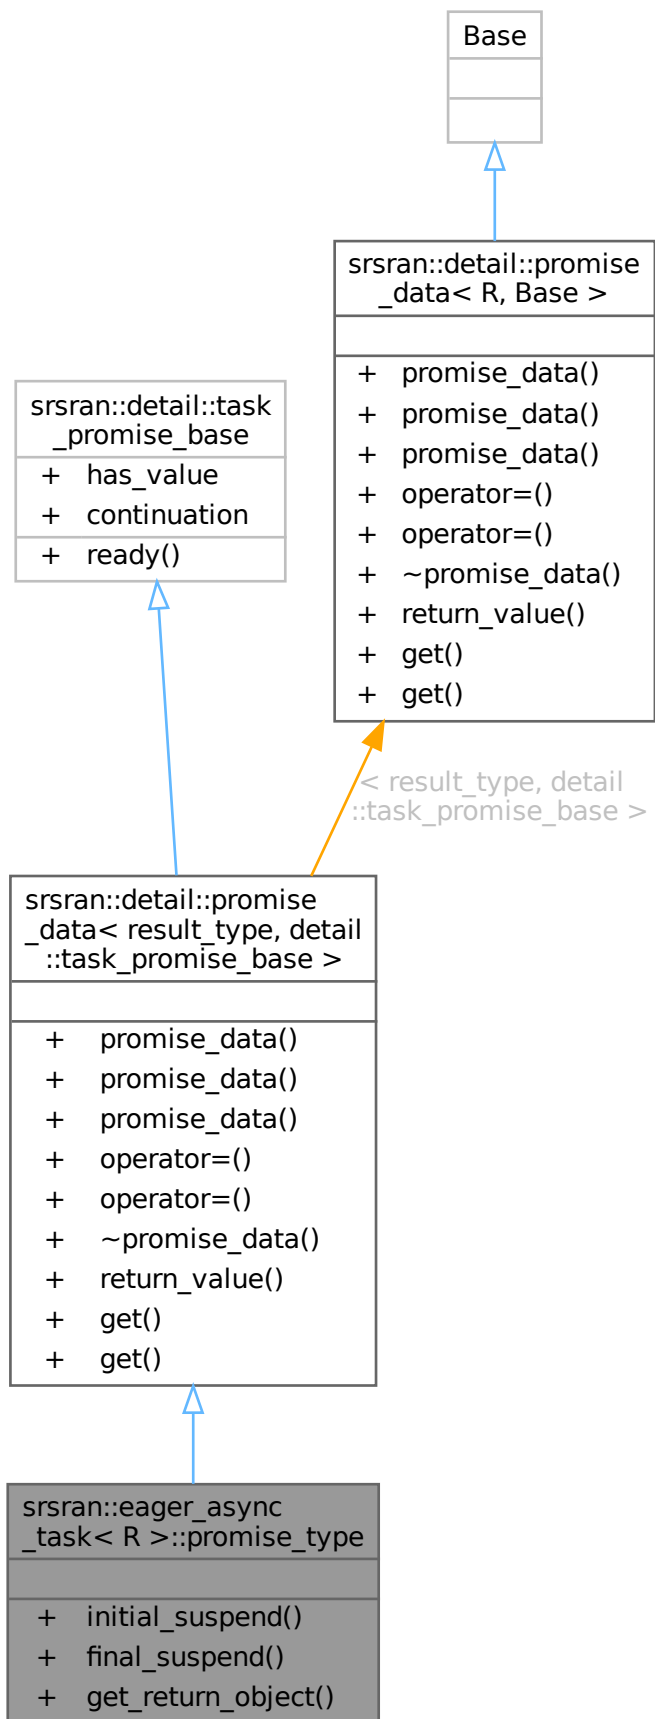 Base
srsran::detail::promise
_data< R, Base >
+ promise_data()
+ promise_data()
+ promise_data()
+ operator=()
+ operator=()
+ ~promise_data()
+ return_value()
+ get()
+ get()
srsran::detail::task
_promise_base
+ has_value
+ continuation
+ ready()
< result_type, detail
::task_promise_base >
srsran::detail::promise
_data< result_type, detail
::task_promise_base >
+ promise_data()
+ promise_data()
+ promise_data()
+ operator=()
+ operator=()
+ ~promise_data()
+ return_value()
+ get()
+ get()
srsran::eager_async
_task< R >::promise_type
+ initial_suspend()
+ final_suspend()
+ get_return_object()